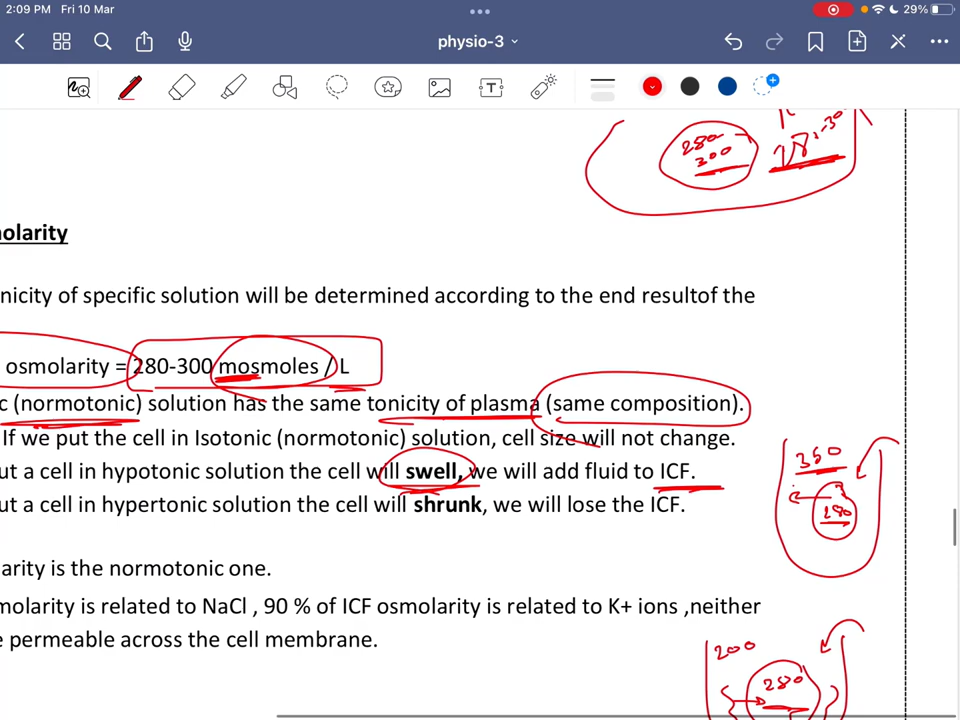 2:09 PM Fri 10 Mar
29%
physio-3
280-
300
olarity
nicity of specific solution will be determined according to the end resultof the
osmolarity = 280-300 mosmoles / L
c (normotonic) solution has the same tonicity of plasma (same composition).
If we put the cell in Isotonic (normotonic) solution, cell size will not change.
ut a cell in hypotonic solution the cell will swell, we will add fluid to ICF.
ut a cell in hypertonic solution the cell will shrunk, we will lose the ICF.
350
280
arity is the normotonic one.
molarity is related to NaCl , 90 % of ICF osmolarity is related to K+ ions ,neither
e permeable across the cell membrane.
200
280